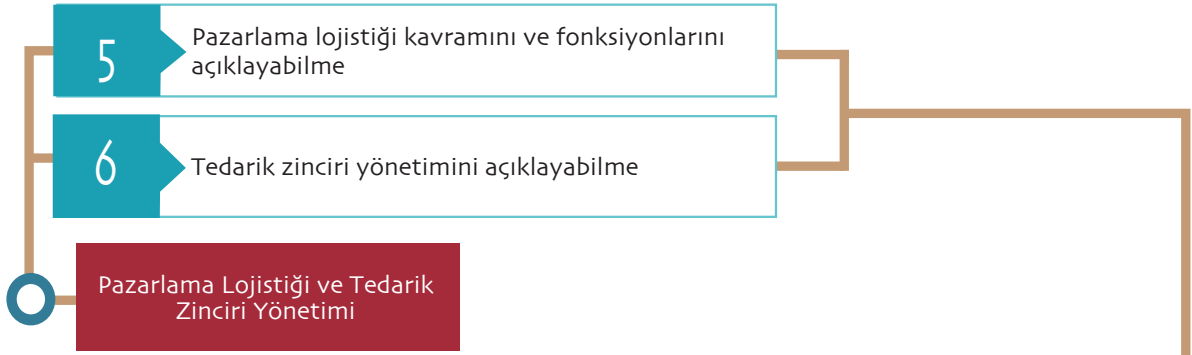 5
Pazarlama lojistiği kavramını ve fonksiyonlarını
açıklayabilme
6
Tedarik zinciri yönetimini açıklayabilme
Pazarlama Lojistiği ve Tedarik
Zinciri Yönetimi